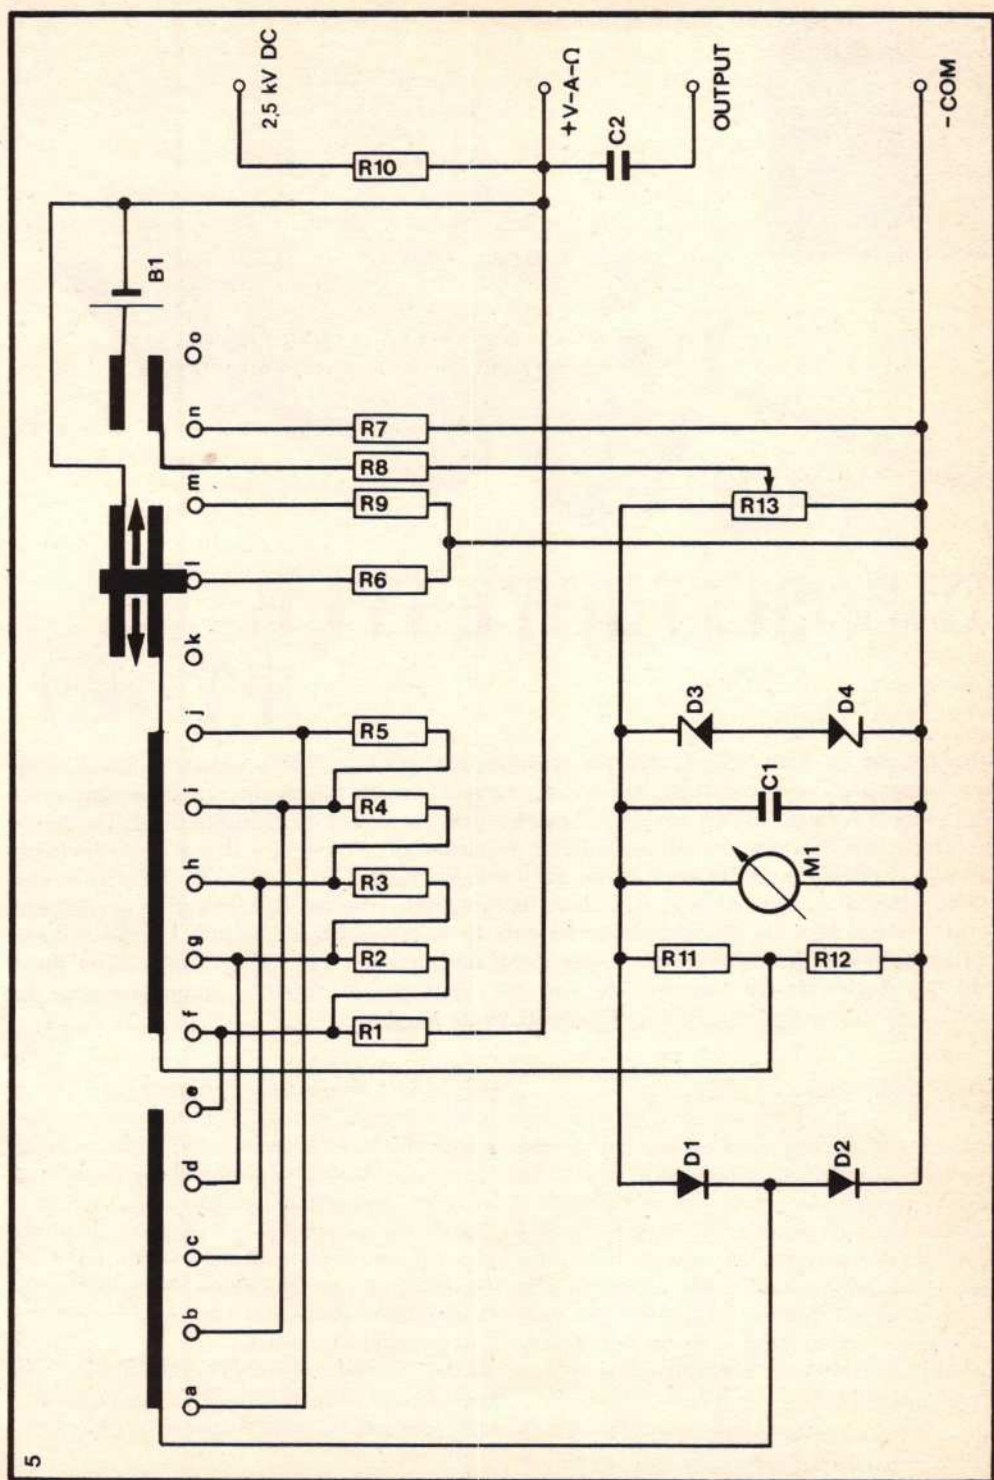 5
a
b
c
d
e
f
g
h
i
j
k
l
m
n
o
B1
R1
R2
R3
R4
R5
R6
R9
R8
R7
R10
2,5 kV DC
+V-A-Ω
C2
OUTPUT
D1
D2
R11
R12
M1
C1
D3
D4
R13
-COM